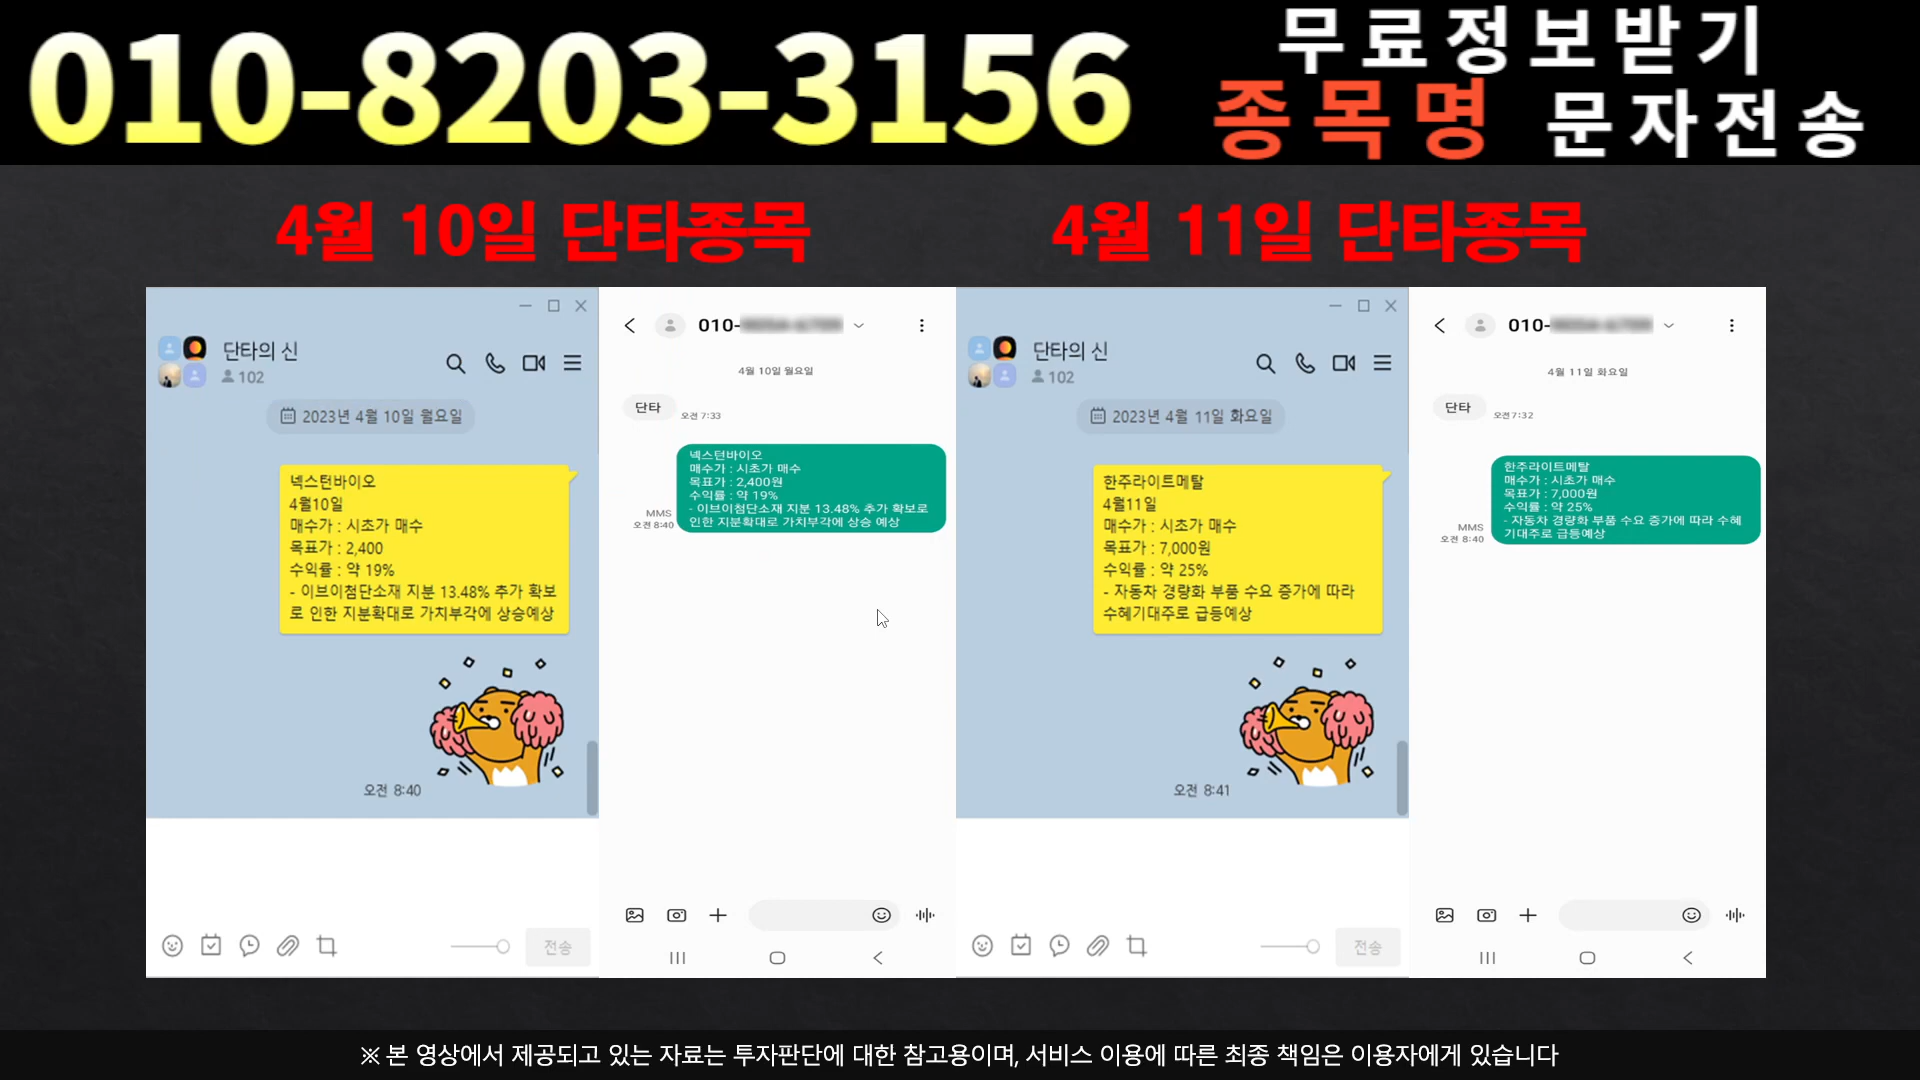 010-8203-3156
무료정보받기
종목명 문자전송
4월 10일 단타종목
4월 11일 단타종목
단타의 신
102
2023년 4월 10일 월요일
넥스턴바이오
4월10일
매수가 : 시초가 매수
목표가 : 2,400
수익률 : 약 19%
- 이브이첨단소재 지분 13.48% 추가 확보
로 인한 지분확대로 가치부각에 상승예상
오전 8:40
전송
010-
4월 10일 월요일
단타
오전 7:33
넥스턴바이오
매수가 : 시초가 매수
목표가 : 2,400원
수익률 : 약 19%
- 이브이첨단소재 지분 13.48% 추가 확보로
인한 지분확대로 가치부각에 상승 예상
MMS
오전 8:40
단타의 신
102
2023년 4월 11일 화요일
한주라이트메탈
4월11일
매수가 : 시초가 매수
목표가 : 7,000원
수익률 : 약 25%
- 자동차 경량화 부품 수요 증가에 따라
수혜기대주로 급등예상
오전 8:41
전송
010-
4월 11일 화요일
단타
오전 7:32
한주라이트메탈
매수가 : 시초가 매수
목표가 : 7,000원
수익률 : 약 25%
- 자동차 경량화 부품 수요 증가에 따라 수혜
기대주로 급등예상
MMS
오전 8:40
※ 본 영상에서 제공되고 있는 자료는 투자판단에 대한 참고용이며, 서비스 이용에 따른 최종 책임은 이용자에게 있습니다